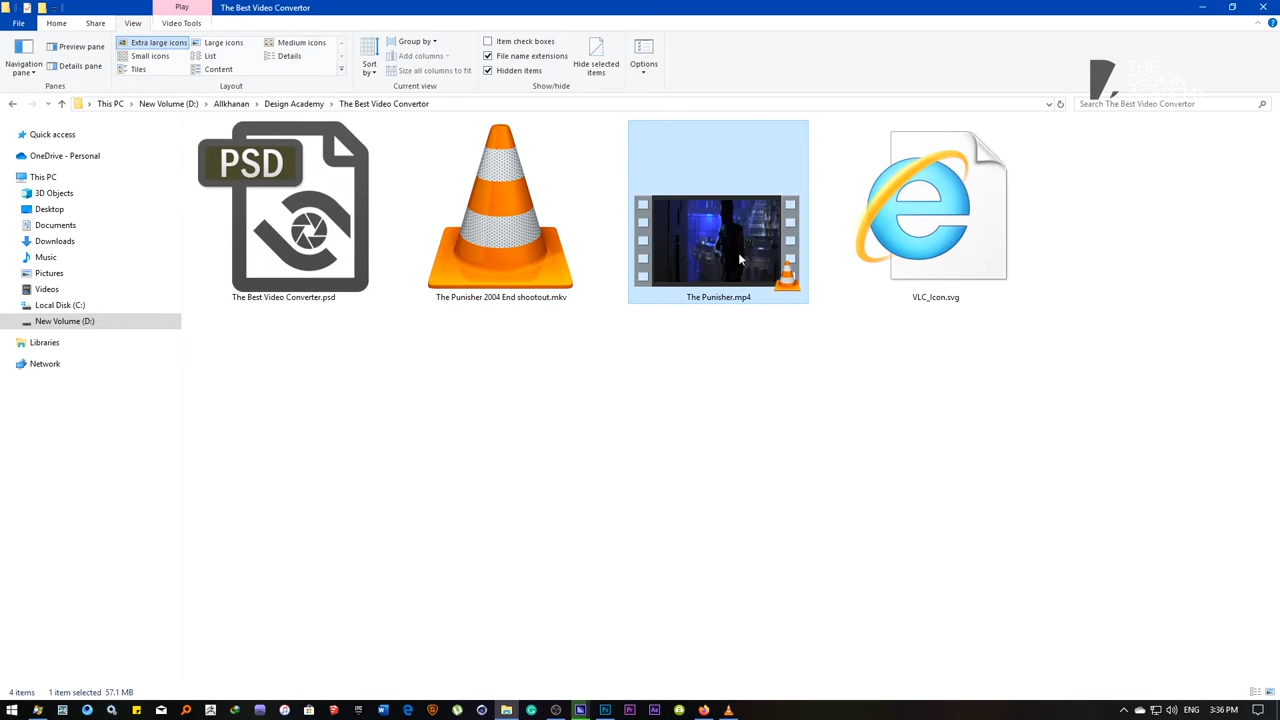 Play
The Best Video Convertor
File
Home
Share
View
Video Tools
Navigation pane
Preview pane
Details pane
Panes
Extra large icons
Large icons
Medium icons
Small icons
List
Details
Tiles
Content
Layout
Sort by
Group by
Add columns
Size all columns to fit
Current view
Item check boxes
File name extensions
Hidden items
Hide selected items
Show/hide
Options
THE
DESIGN
ACADEMY
This PC
New Volume (D:)
Allkhanan
Design Academy
The Best Video Convertor
Search The Best Video Convertor
Quick access
OneDrive - Personal
This PC
3D Objects
Desktop
Documents
Downloads
Music
Pictures
Videos
Local Disk (C:)
New Volume (D:)
Libraries
Network
PSD
The Best Video Converter.psd
The Punisher 2004 End shootout.mkv
The Punisher.mp4
VLC_Icon.svg
4 items
1 item selected 57.1 MB
Ps
Pr
Ae
ENG
3:36 PM